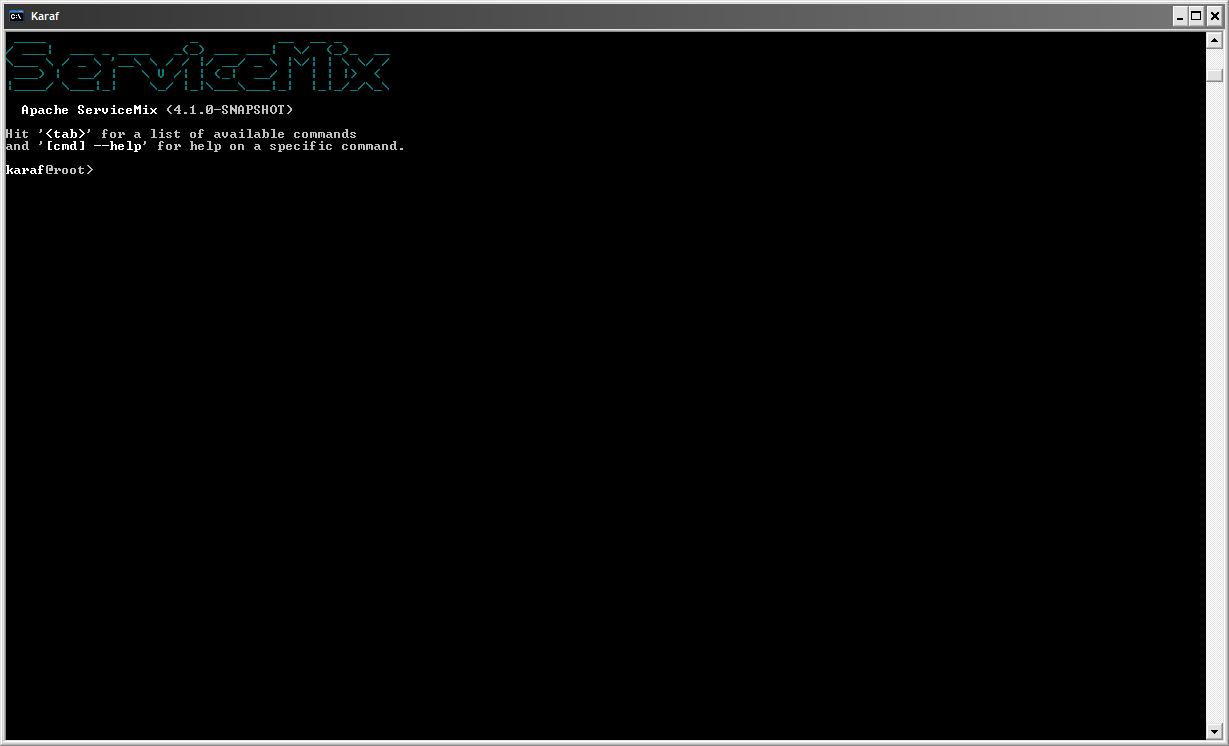 Karaf
ServiceMix
Apache ServiceMix (4.1.0-SNAPSHOT)
Hit '<tab>' for a list of available commands
and '[cmd] --help' for help on a specific command.
karaf@root>